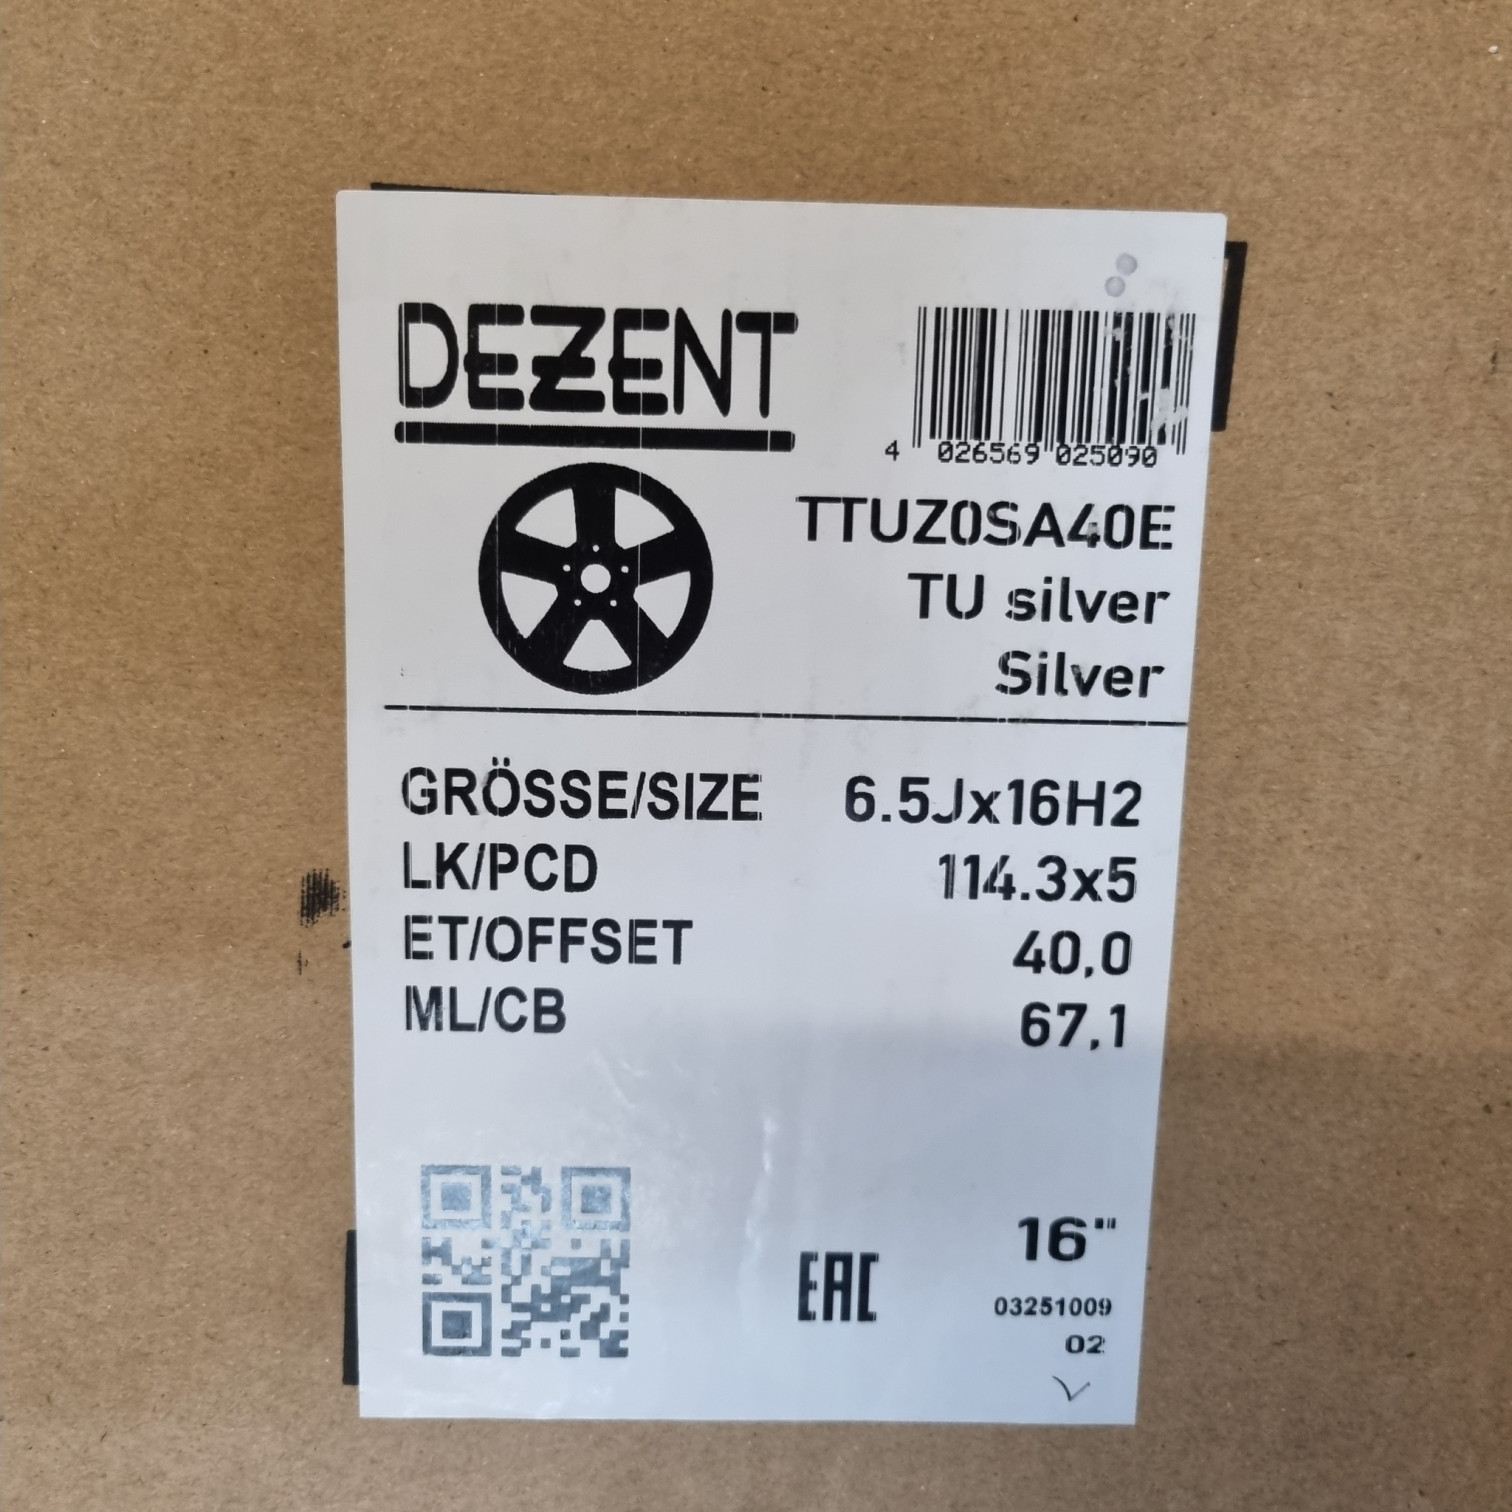 DEZENT
4 026569 025090
TTUZ0SA40E
TU silver
Silver
GRÖSSE/SIZE 6.5Jx16H2
LK/PCD 114.3x5
ET/OFFSET 40,0
ML/CB 67,1
16"
EAC
03251009
02